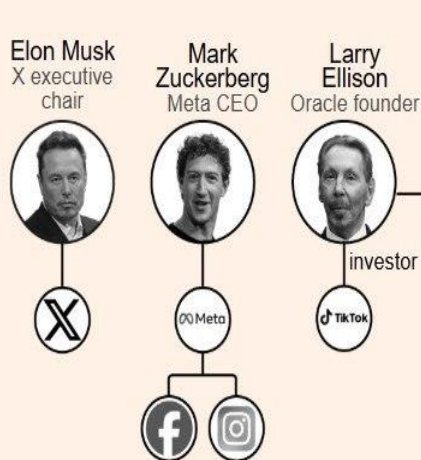 Elon Musk
X executive
chair
Mark
Zuckerberg
Meta CEO
Larry
Ellison
Oracle founder
investor
X
Meta
TikTok
f